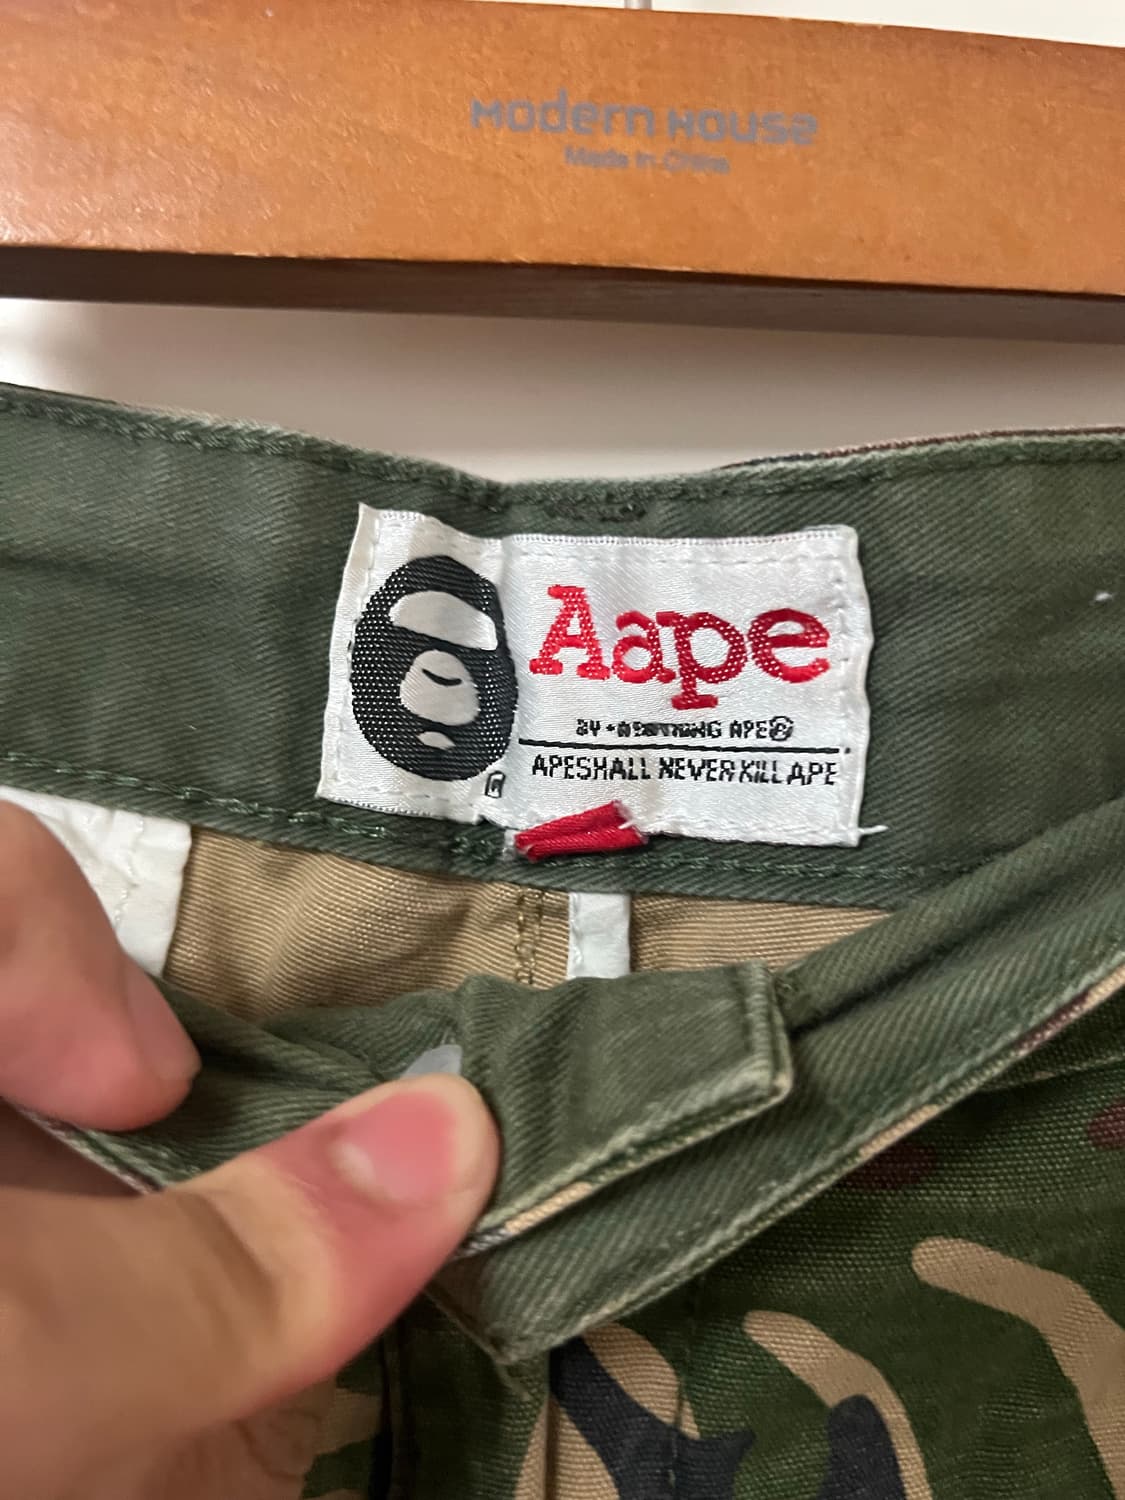 Modern House
Made in China
Aape
BY * A BATHING APE®
APESHALL NEVER KILL APE
R